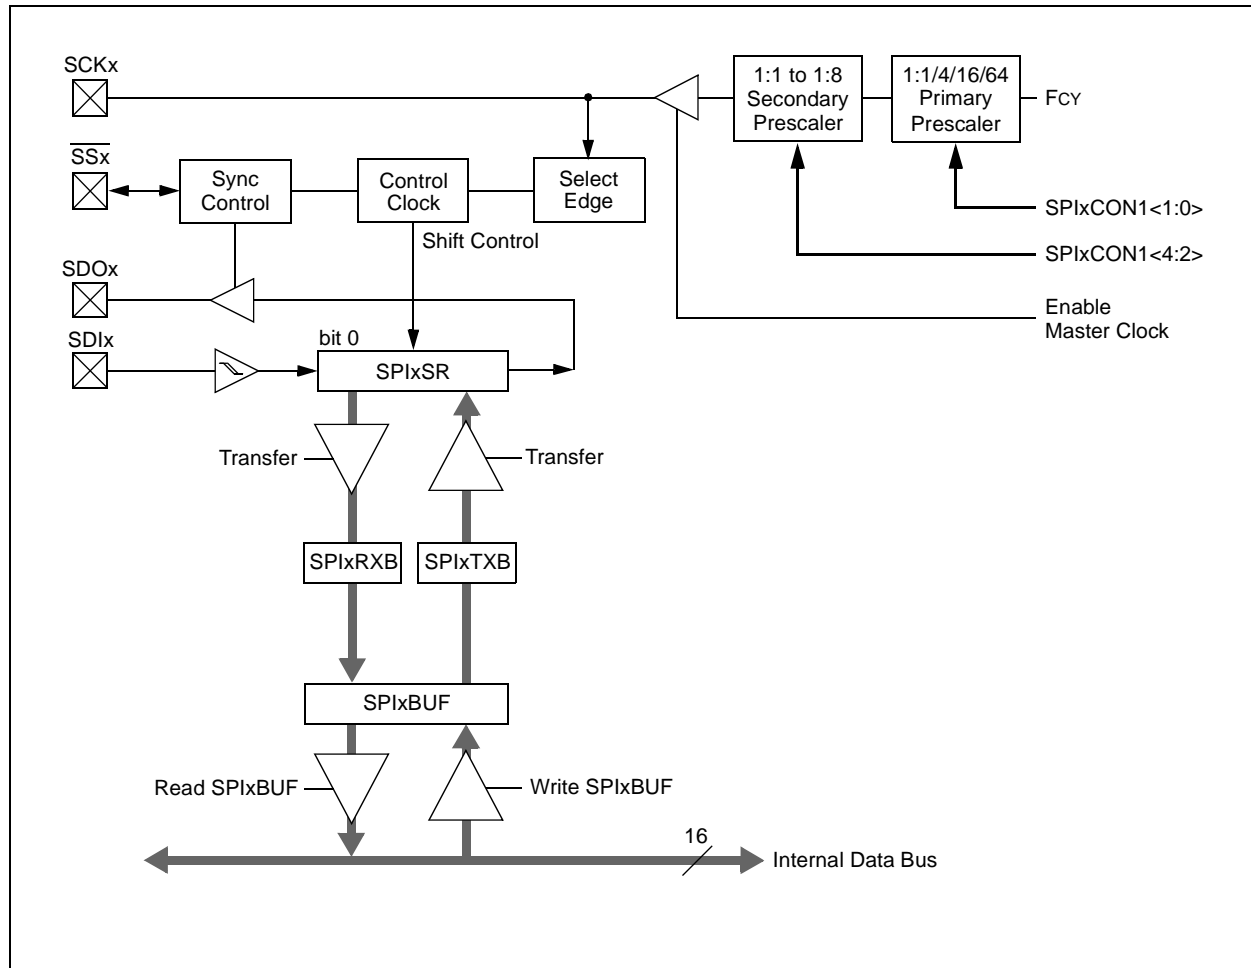 SCKx
1:1 to 1:8
Secondary
Prescaler
1:1/4/16/64
Primary
Prescaler
FCY
SSx
Sync
Control
Control
Clock
Select
Edge
SPIxCON1<1:0>
Shift Control
SPIxCON1<4:2>
SDOx
Enable
Master Clock
SDIx
bit 0
SPIxSR
Transfer
Transfer
SPIxRXB
SPIxTXB
SPIxBUF
Read SPIxBUF
Write SPIxBUF
16
Internal Data Bus